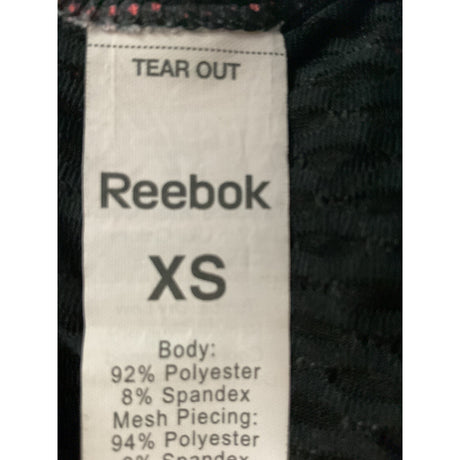 TEAR OUT
Reebok
XS
Body:
92% Polyester
8% Spandex
Mesh Piecing:
94% Polyester